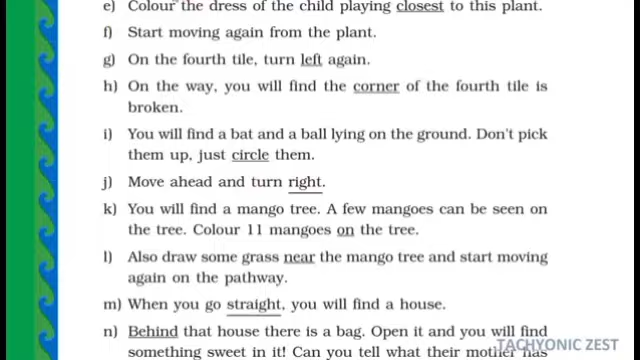 e) Colour the dress of the child playing closest to this plant.
f) Start moving again from the plant.
g) On the fourth tile, turn left again.
h) On the way, you will find the corner of the fourth tile is
broken.
i) You will find a bat and a ball lying on the ground. Don't pick
them up, just circle them.
j) Move ahead and turn right.
k) You will find a mango tree. A few mangoes can be seen on
the tree. Colour 11 mangoes on the tree.
l) Also draw some grass near the mango tree and start moving
again on the pathway.
m) When you go straight, you will find a house.
n) Behind that house there is a bag. Open it and you will find
something sweet in it! Can you tell what their mother had
TACHYONIC ZEST